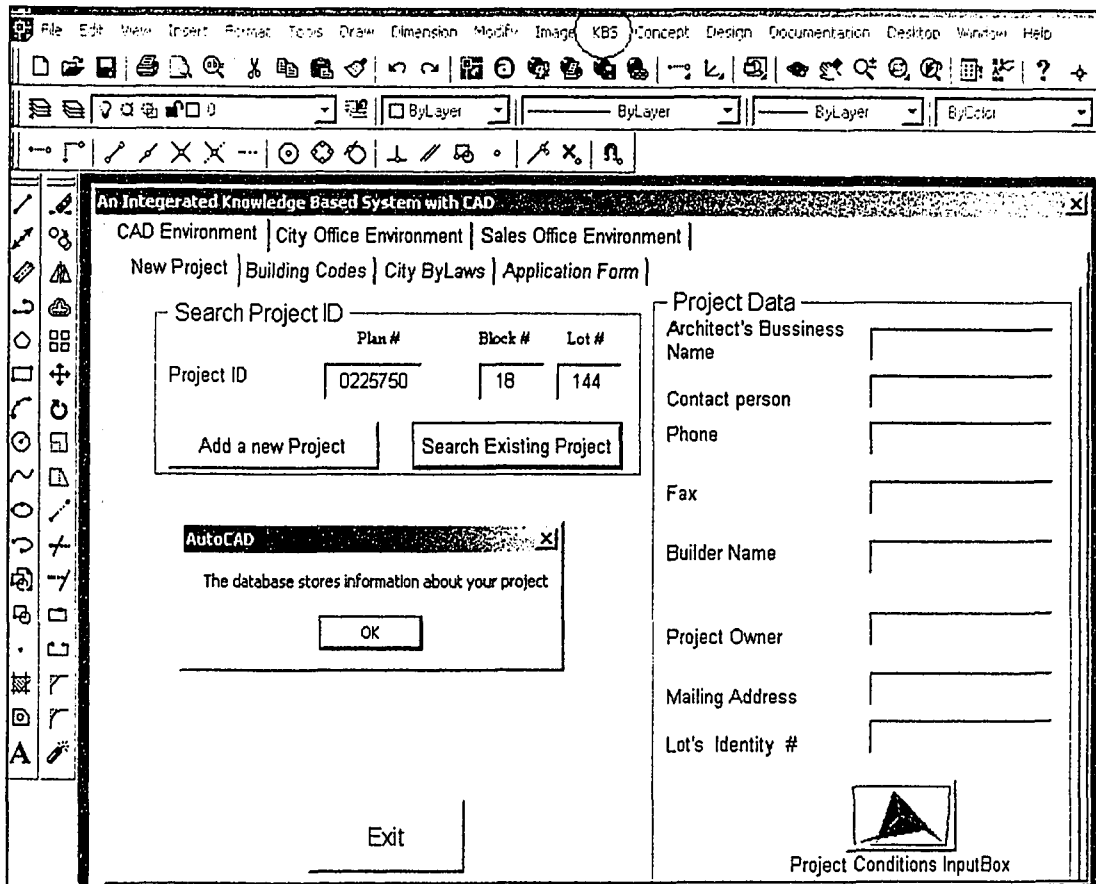 File Edit View Insert Format Tools Draw Dimension Modify Image KBS Concept Design Documentation Desktop Window Help
0 ByLayer ByLayer ByLayer ByColor
An Integerated Knowledge Based System with CAD
CAD Environment City Office Environment Sales Office Environment
New Project Building Codes City ByLaws Application Form
Search Project ID
Plan # Block # Lot #
Project ID 0225750 18 144
Add a new Project Search Existing Project
AutoCAD
The database stores information about your project
OK
Exit
Project Data
Architect's Bussiness
Name
Contact person
Phone
Fax
Builder Name
Project Owner
Mailing Address
Lot's Identity #
Project Conditions InputBox
A